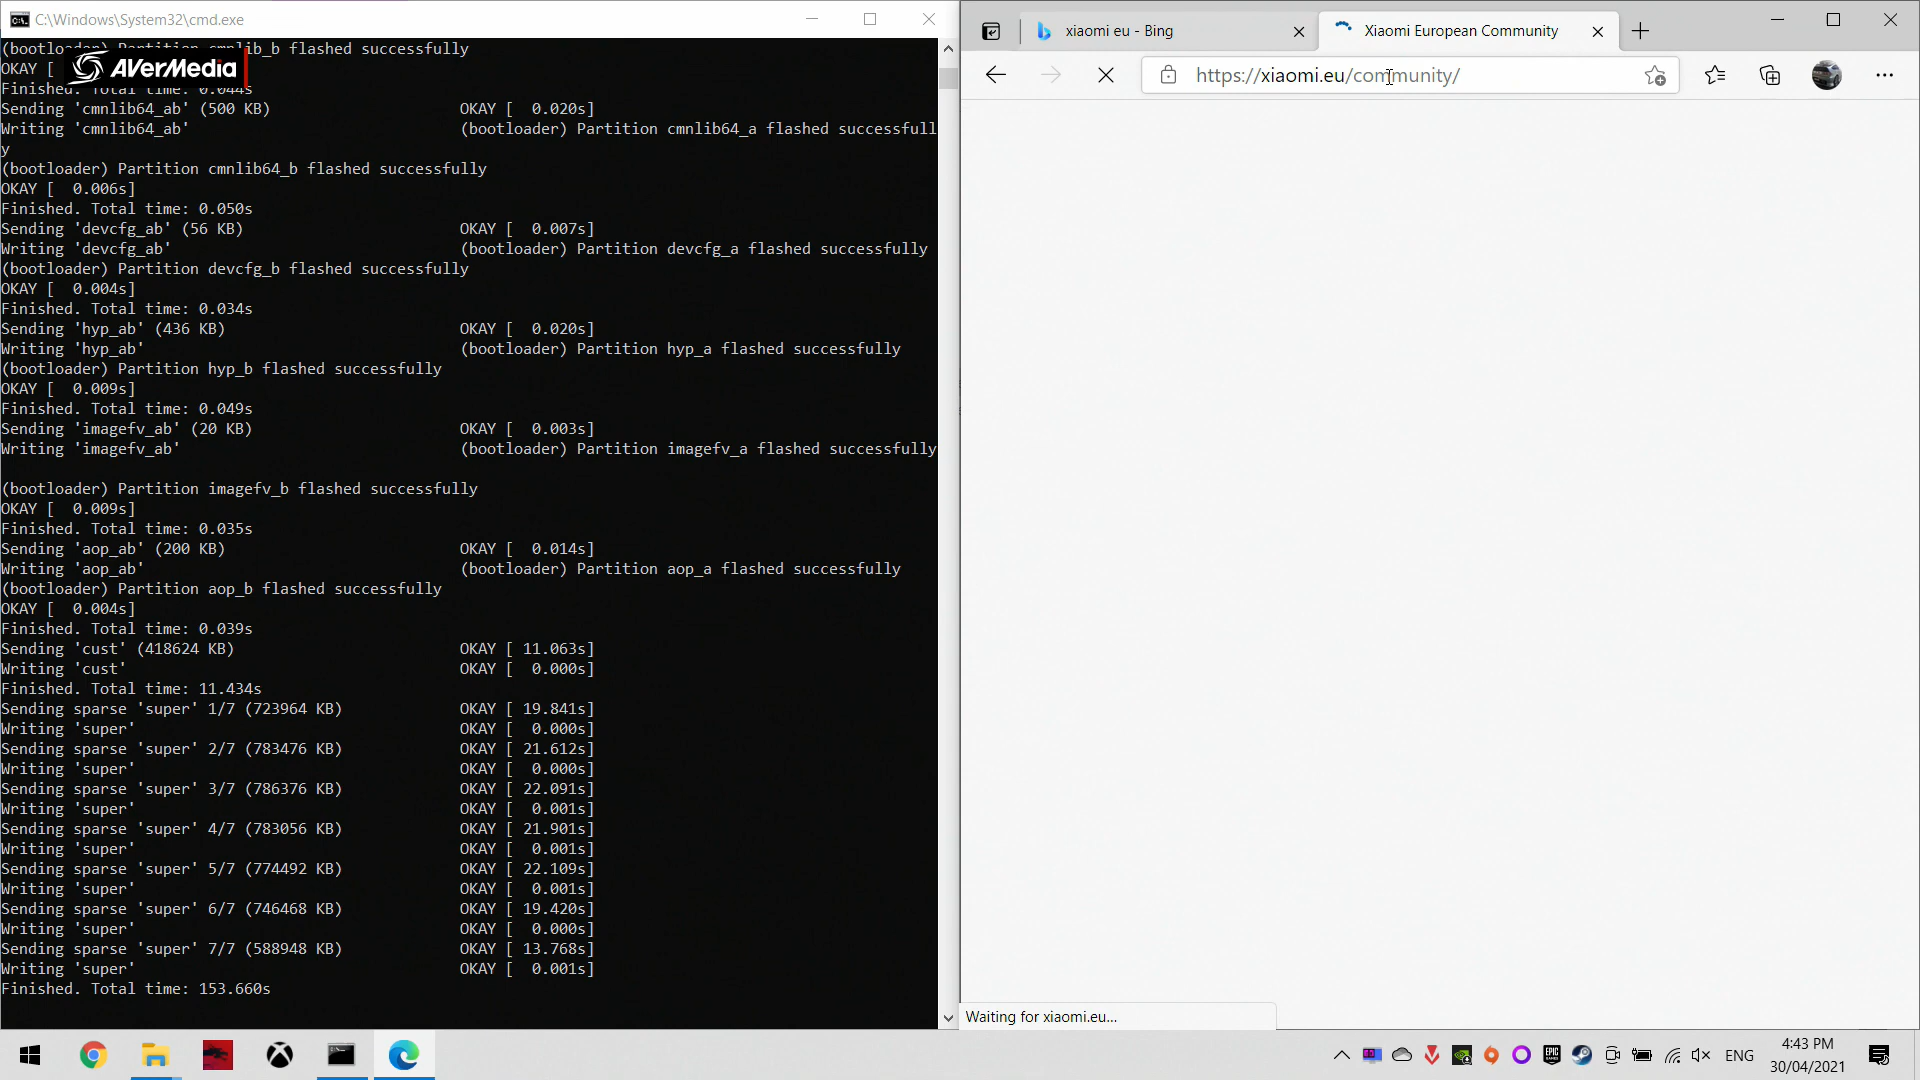 C:\Windows\System32\cmd.exe
(bootloader) Partition cmnlib_b flashed successfully
OKAY [
AVerMedia
Finished. Total time: 0.044s
Sending 'cmnlib64_ab' (500 KB) OKAY [ 0.020s]
Writing 'cmnlib64_ab' (bootloader) Partition cmnlib64_a flashed successfull
y
(bootloader) Partition cmnlib64_b flashed successfully
OKAY [ 0.006s]
Finished. Total time: 0.050s
Sending 'devcfg_ab' (56 KB) OKAY [ 0.007s]
Writing 'devcfg_ab' (bootloader) Partition devcfg_a flashed successfully
(bootloader) Partition devcfg_b flashed successfully
OKAY [ 0.004s]
Finished. Total time: 0.034s
Sending 'hyp_ab' (436 KB) OKAY [ 0.020s]
Writing 'hyp_ab' (bootloader) Partition hyp_a flashed successfully
(bootloader) Partition hyp_b flashed successfully
OKAY [ 0.009s]
Finished. Total time: 0.049s
Sending 'imagefv_ab' (20 KB) OKAY [ 0.003s]
Writing 'imagefv_ab' (bootloader) Partition imagefv_a flashed successfully
(bootloader) Partition imagefv_b flashed successfully
OKAY [ 0.009s]
Finished. Total time: 0.035s
Sending 'aop_ab' (200 KB) OKAY [ 0.014s]
Writing 'aop_ab' (bootloader) Partition aop_a flashed successfully
(bootloader) Partition aop_b flashed successfully
OKAY [ 0.004s]
Finished. Total time: 0.039s
Sending 'cust' (418624 KB) OKAY [ 11.063s]
Writing 'cust' OKAY [ 0.000s]
Finished. Total time: 11.434s
Sending sparse 'super' 1/7 (723964 KB) OKAY [ 19.841s]
Writing 'super' OKAY [ 0.000s]
Sending sparse 'super' 2/7 (783476 KB) OKAY [ 21.612s]
Writing 'super' OKAY [ 0.000s]
Sending sparse 'super' 3/7 (786376 KB) OKAY [ 22.091s]
Writing 'super' OKAY [ 0.001s]
Sending sparse 'super' 4/7 (783056 KB) OKAY [ 21.901s]
Writing 'super' OKAY [ 0.001s]
Sending sparse 'super' 5/7 (774492 KB) OKAY [ 22.109s]
Writing 'super' OKAY [ 0.001s]
Sending sparse 'super' 6/7 (746468 KB) OKAY [ 19.420s]
Writing 'super' OKAY [ 0.000s]
Sending sparse 'super' 7/7 (588948 KB) OKAY [ 13.768s]
Writing 'super' OKAY [ 0.001s]
Finished. Total time: 153.660s
xiaomi eu - Bing
Xiaomi European Community
https://xiaomi.eu/community/
Waiting for xiaomi.eu...
ENG
4:43 PM
30/04/2021